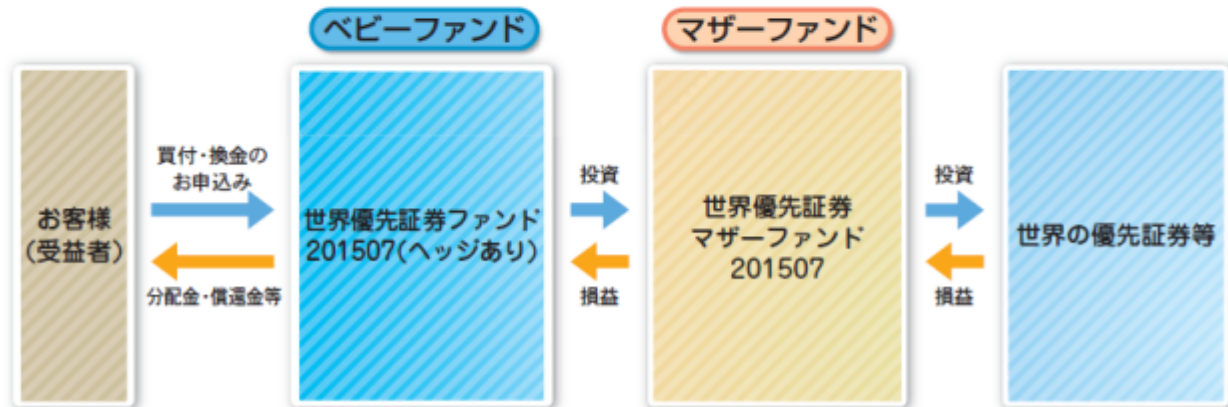 ベビーファンド
マザーファンド
お客様
(受益者)
買付・換金の
お申込み
分配金・償還金等
世界優先証券ファンド
201507(ヘッジあり)
投資
損益
世界優先証券
マザーファンド
201507
投資
損益
世界の優先証券等